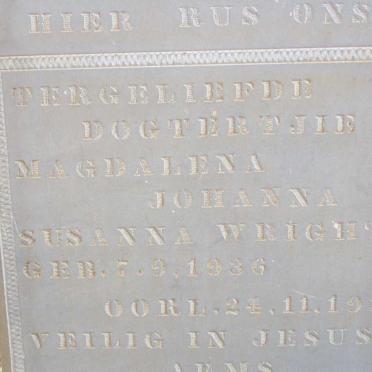 HIER RUS ONS
TERGELIEFDE
DOGTERTJIE
MAGDALENA
JOHANNA
SUSANNA WRIGHT
GEB. 7. 9. 1936
OORL. 24. 11. 19
VEILIG IN JESUS
ARMS